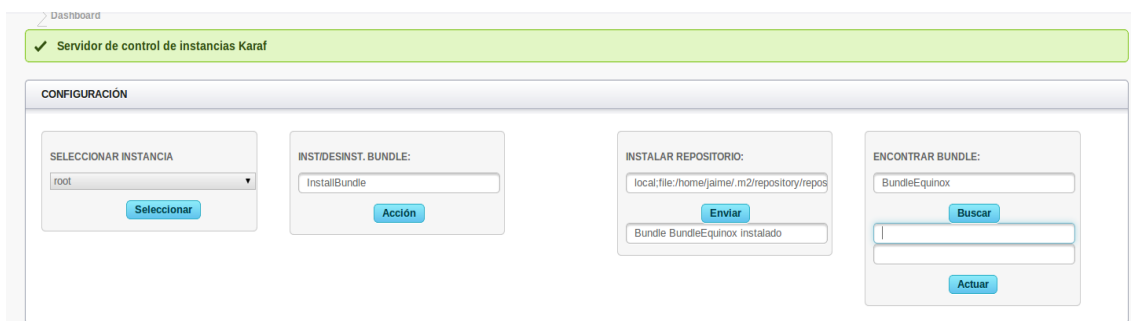 Dashboard
Servidor de control de instancias Karaf
CONFIGURACIÓN
SELECCIONAR INSTANCIA
root
Seleccionar
INST/DESINST. BUNDLE:
InstallBundle
Acción
INSTALAR REPOSITORIO:
local;file:/home/jaime/.m2/repository/repos
Enviar
Bundle BundleEquinox instalado
ENCONTRAR BUNDLE:
BundleEquinox
Buscar
Actuar